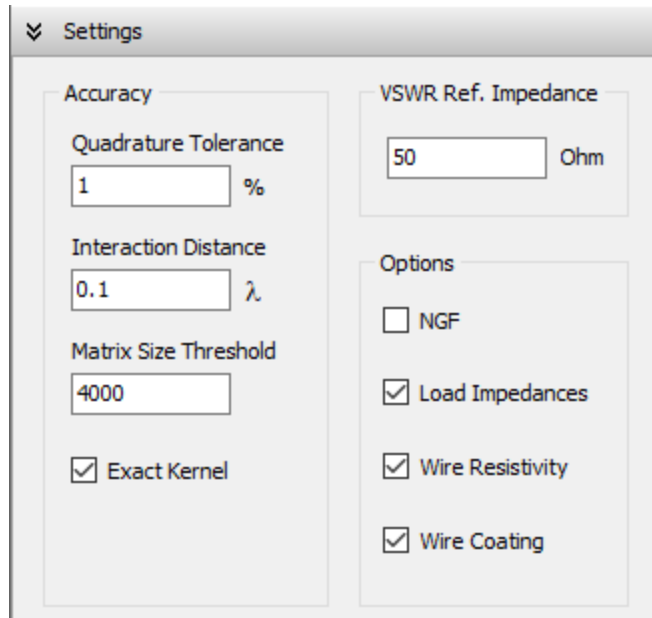 Settings
Accuracy
Quadrature Tolerance
1 %
Interaction Distance
0.1 λ
Matrix Size Threshold
4000
Exact Kernel
VSWR Ref. Impedance
50 Ohm
Options
NGF
Load Impedances
Wire Resistivity
Wire Coating